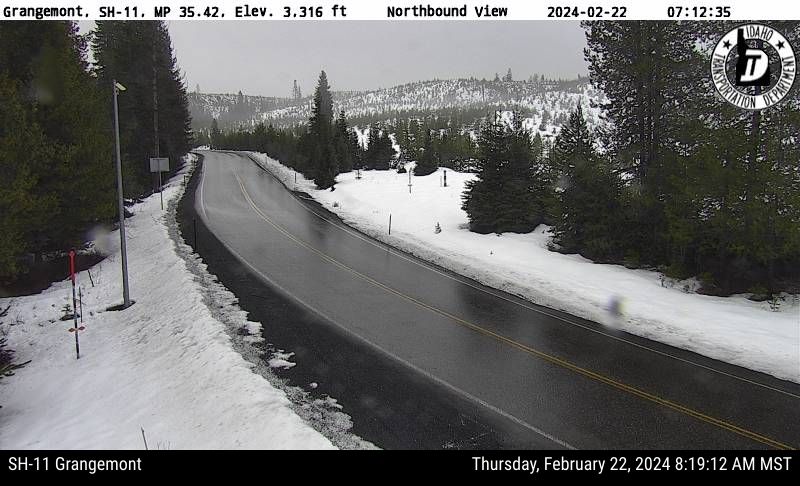 Grangemont, SH-11, MP 35.42, Elev. 3,316 ft Northbound View 2024-02-22 07:12:35
IDAHO
TRANSPORTATION DEPARTMENT
SH-11 Grangemont Thursday, February 22, 2024 8:19:12 AM MST